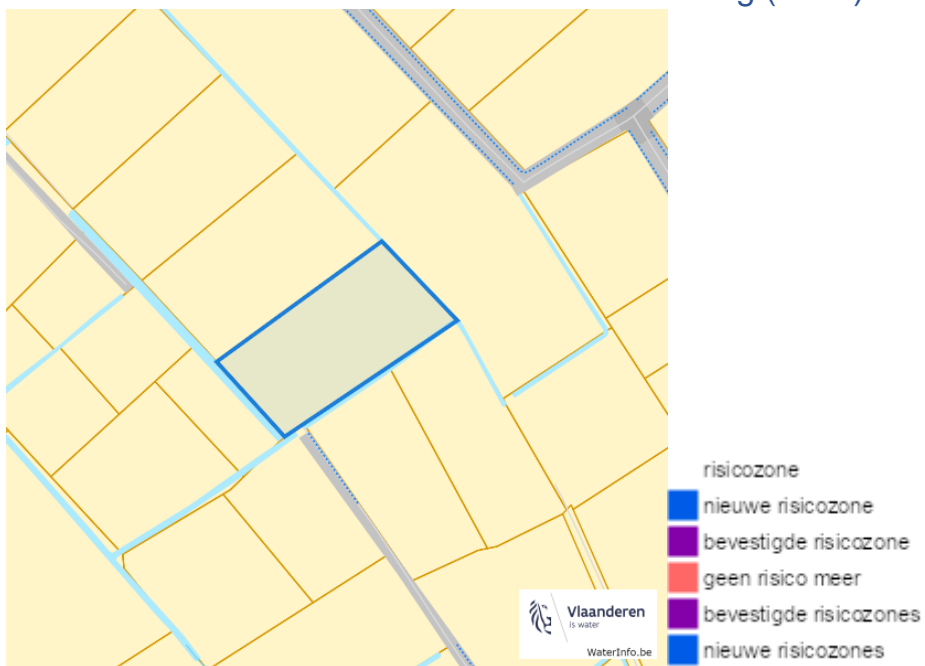 risicozone
nieuwe risicozone
bevestigde risicozone
geen risico meer
bevestigde risicozones
nieuwe risicozones
Vlaanderen
is water
WaterInfo.be